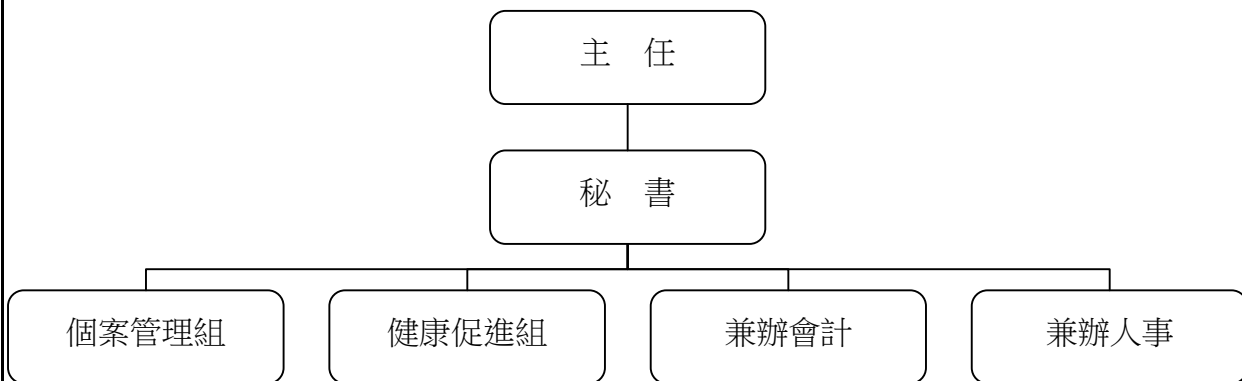 主　任
秘　書
個案管理組
健康促進組
兼辦會計
兼辦人事